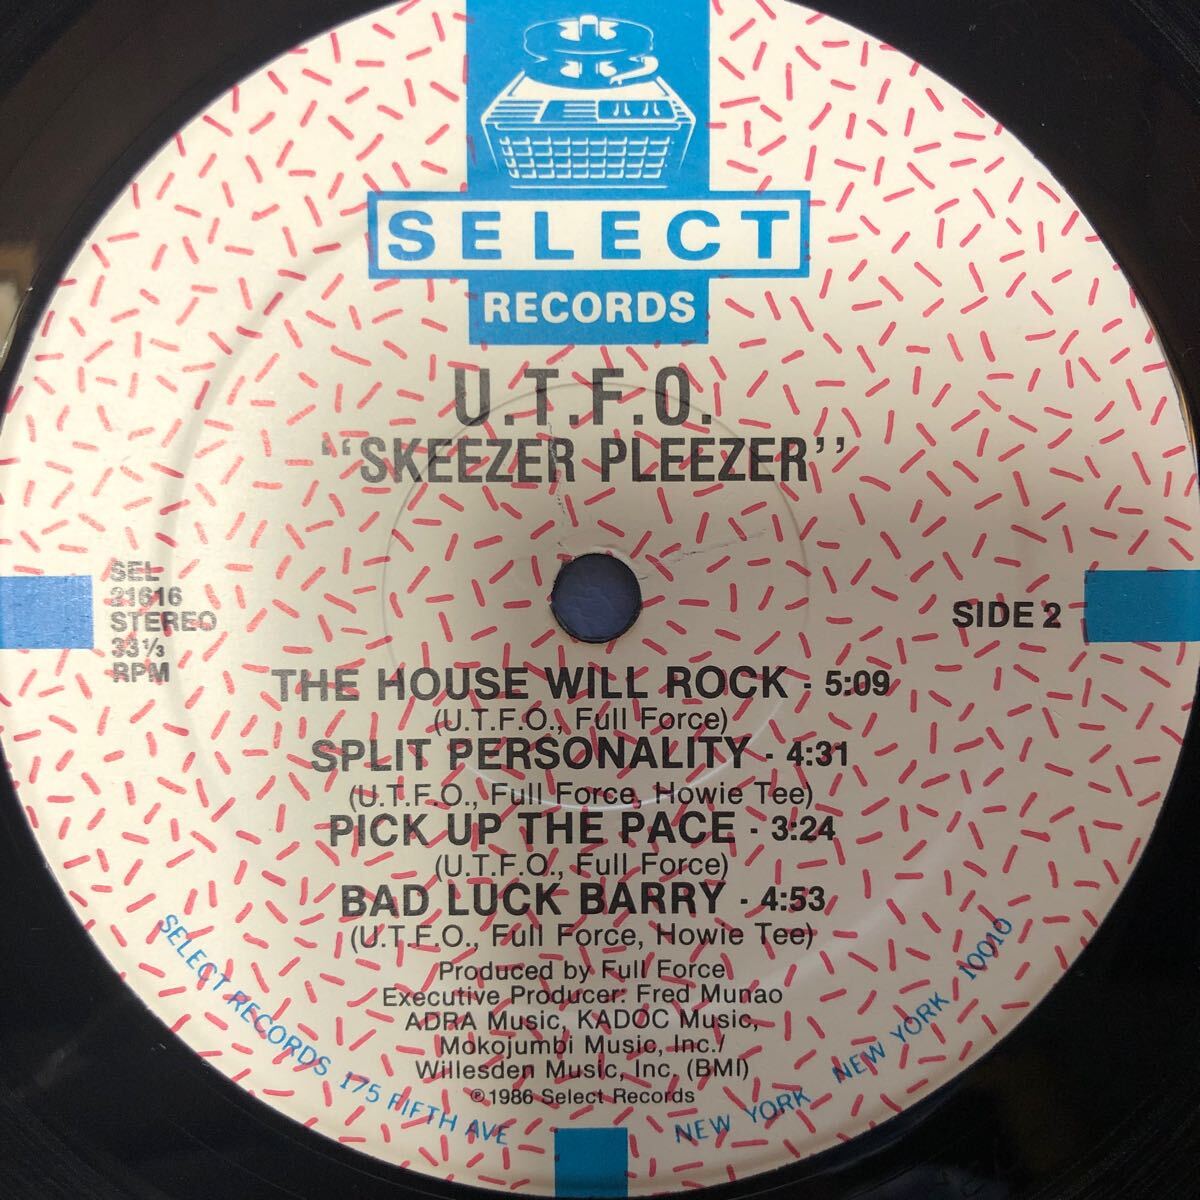 SELECT
RECORDS
U.T.F.O.
"SKEEZER PLEEZER"
SEL
21616
STEREO
33⅓
RPM
SIDE 2
THE HOUSE WILL ROCK - 5:09
(U.T.F.O., Full Force)
SPLIT PERSONALITY - 4:31
(U.T.F.O., Full Force, Howie Tee)
PICK UP THE PACE - 3:24
(U.T.F.O., Full Force)
BAD LUCK BARRY - 4:53
(U.T.F.O., Full Force, Howie Tee)
Produced by Full Force
Executive Producer: Fred Munao
ADRA Music, KADOC Music,
Mokojumbi Music, Inc./
Willesden Music, Inc. (BMI)
℗1986 Select Records
SELECT RECORDS 175 FIFTH AVE NEW YORK NEW YORK 10010